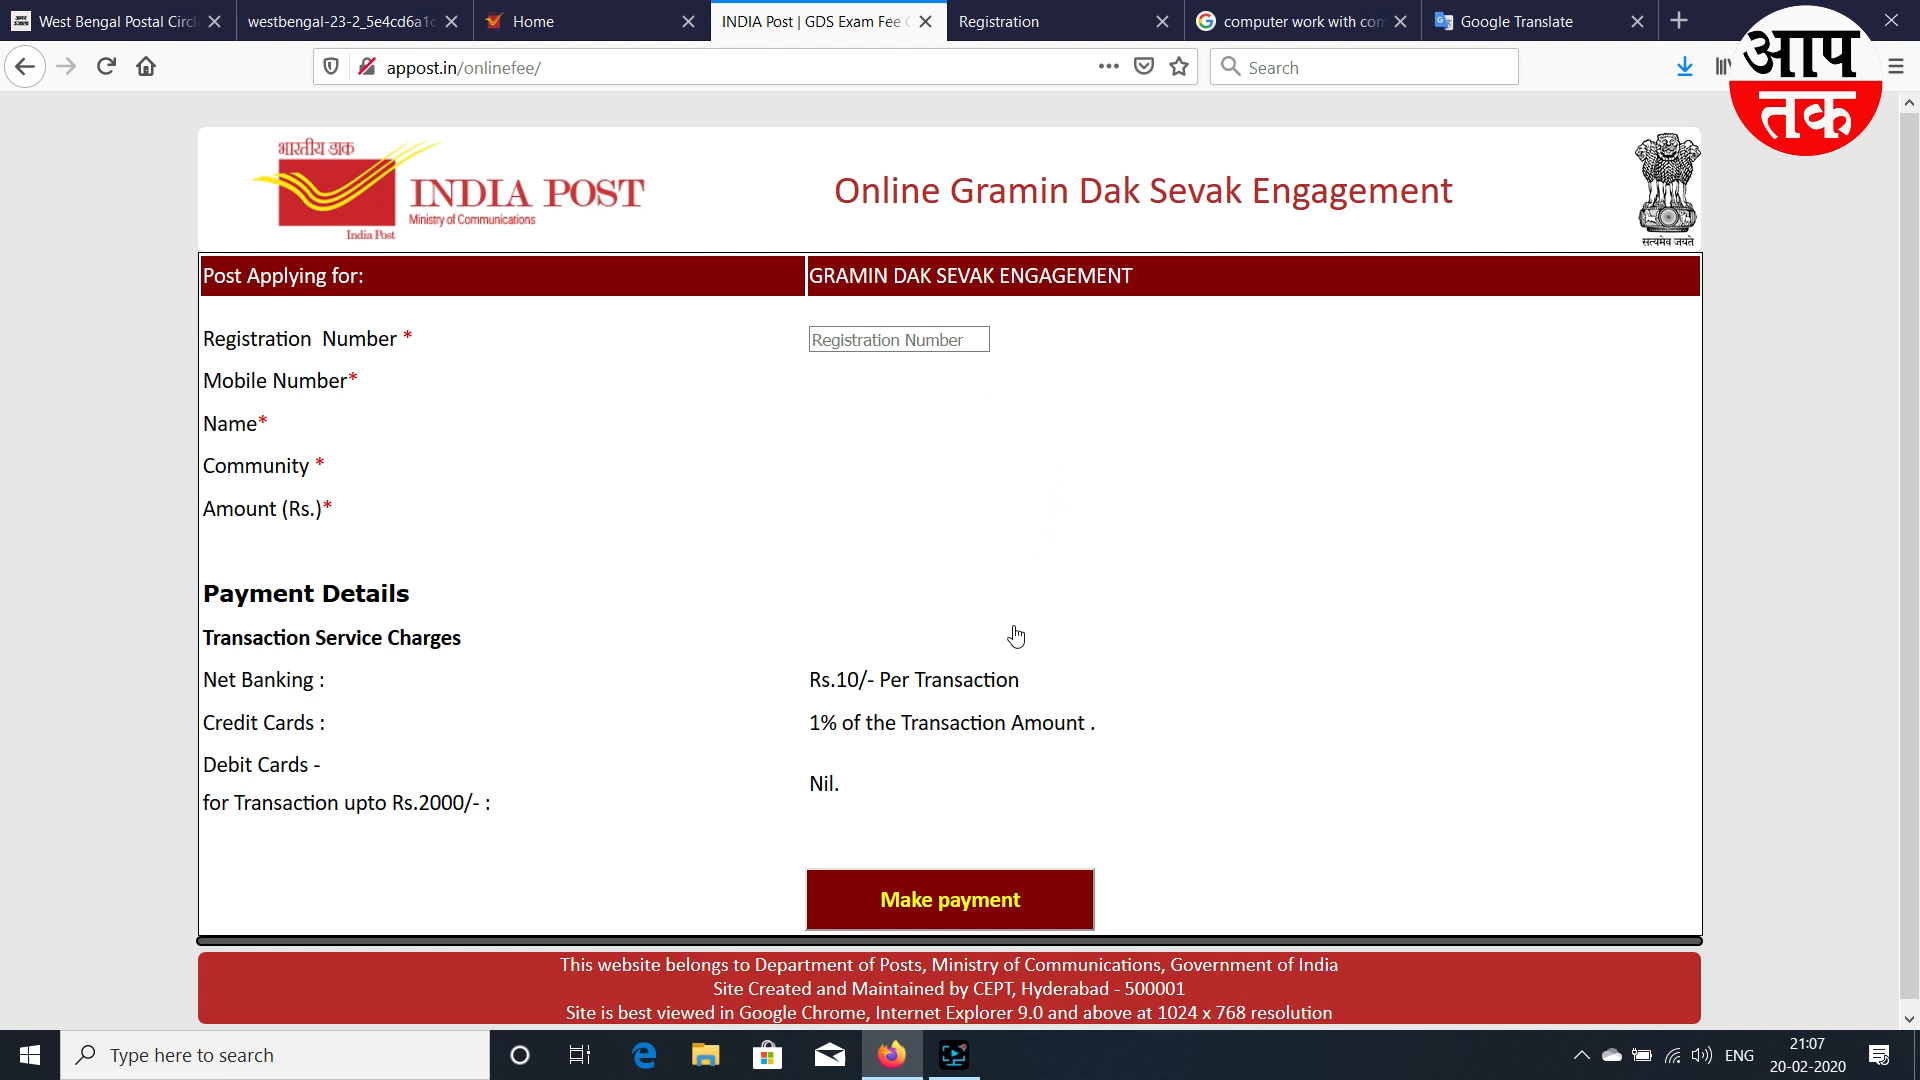 West Bengal Postal Circl
westbengal-23-2_5e4cd6a1c
Home
INDIA Post | GDS Exam Fee C
Registration
computer work with con
Google Translate
appost.in/onlinefee/
Search
आप
तक
भारतीय डाक
INDIA POST
Ministry of Communications
India Post
Online Gramin Dak Sevak Engagement
सत्यमेव जयते
Post Applying for:
GRAMIN DAK SEVAK ENGAGEMENT
Registration Number *
Registration Number
Mobile Number*
Name*
Community *
Amount (Rs.)*
Payment Details
Transaction Service Charges
Net Banking :
Rs.10/- Per Transaction
Credit Cards :
1% of the Transaction Amount .
Debit Cards -
for Transaction upto Rs.2000/- :
Nil.
Make payment
This website belongs to Department of Posts, Ministry of Communications, Government of India
Site Created and Maintained by CEPT, Hyderabad - 500001
Site is best viewed in Google Chrome, Internet Explorer 9.0 and above at 1024 x 768 resolution
Type here to search
ENG
21:07
20-02-2020